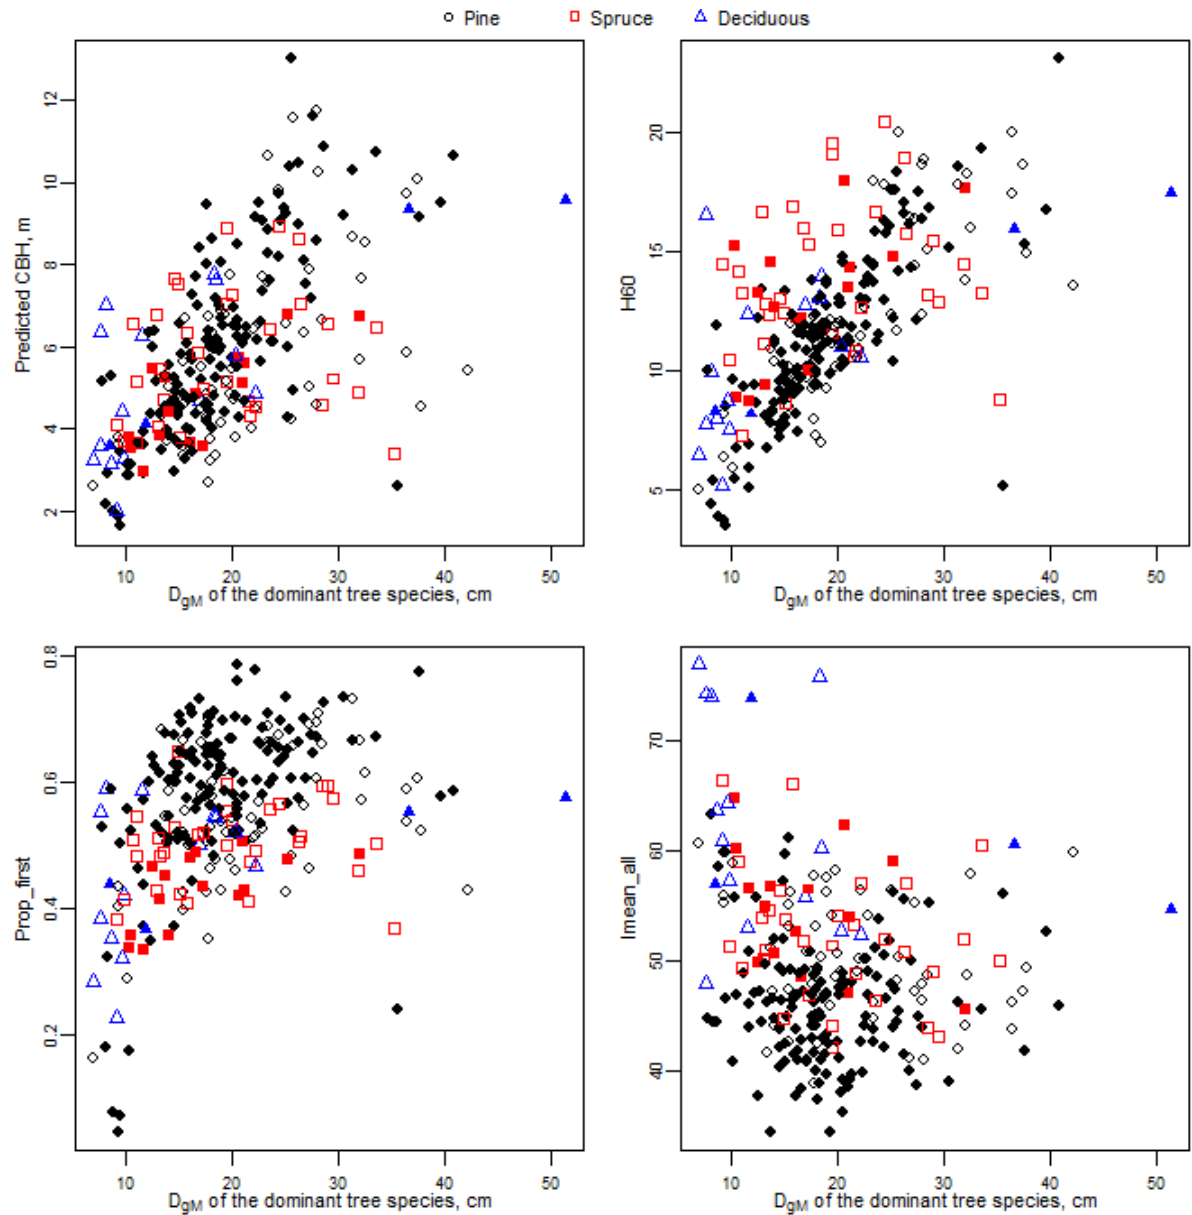 Pine Spruce Deciduous
12
10
8
6
4
2
Predicted CBH, m
10 20 30 40 50
DgM of the dominant tree species, cm
20
15
10
5
H60
10 20 30 40 50
DgM of the dominant tree species, cm
0.8
0.6
0.4
0.2
Prop_first
10 20 30 40 50
DgM of the dominant tree species, cm
70
60
50
40
Imean_all
10 20 30 40 50
DgM of the dominant tree species, cm